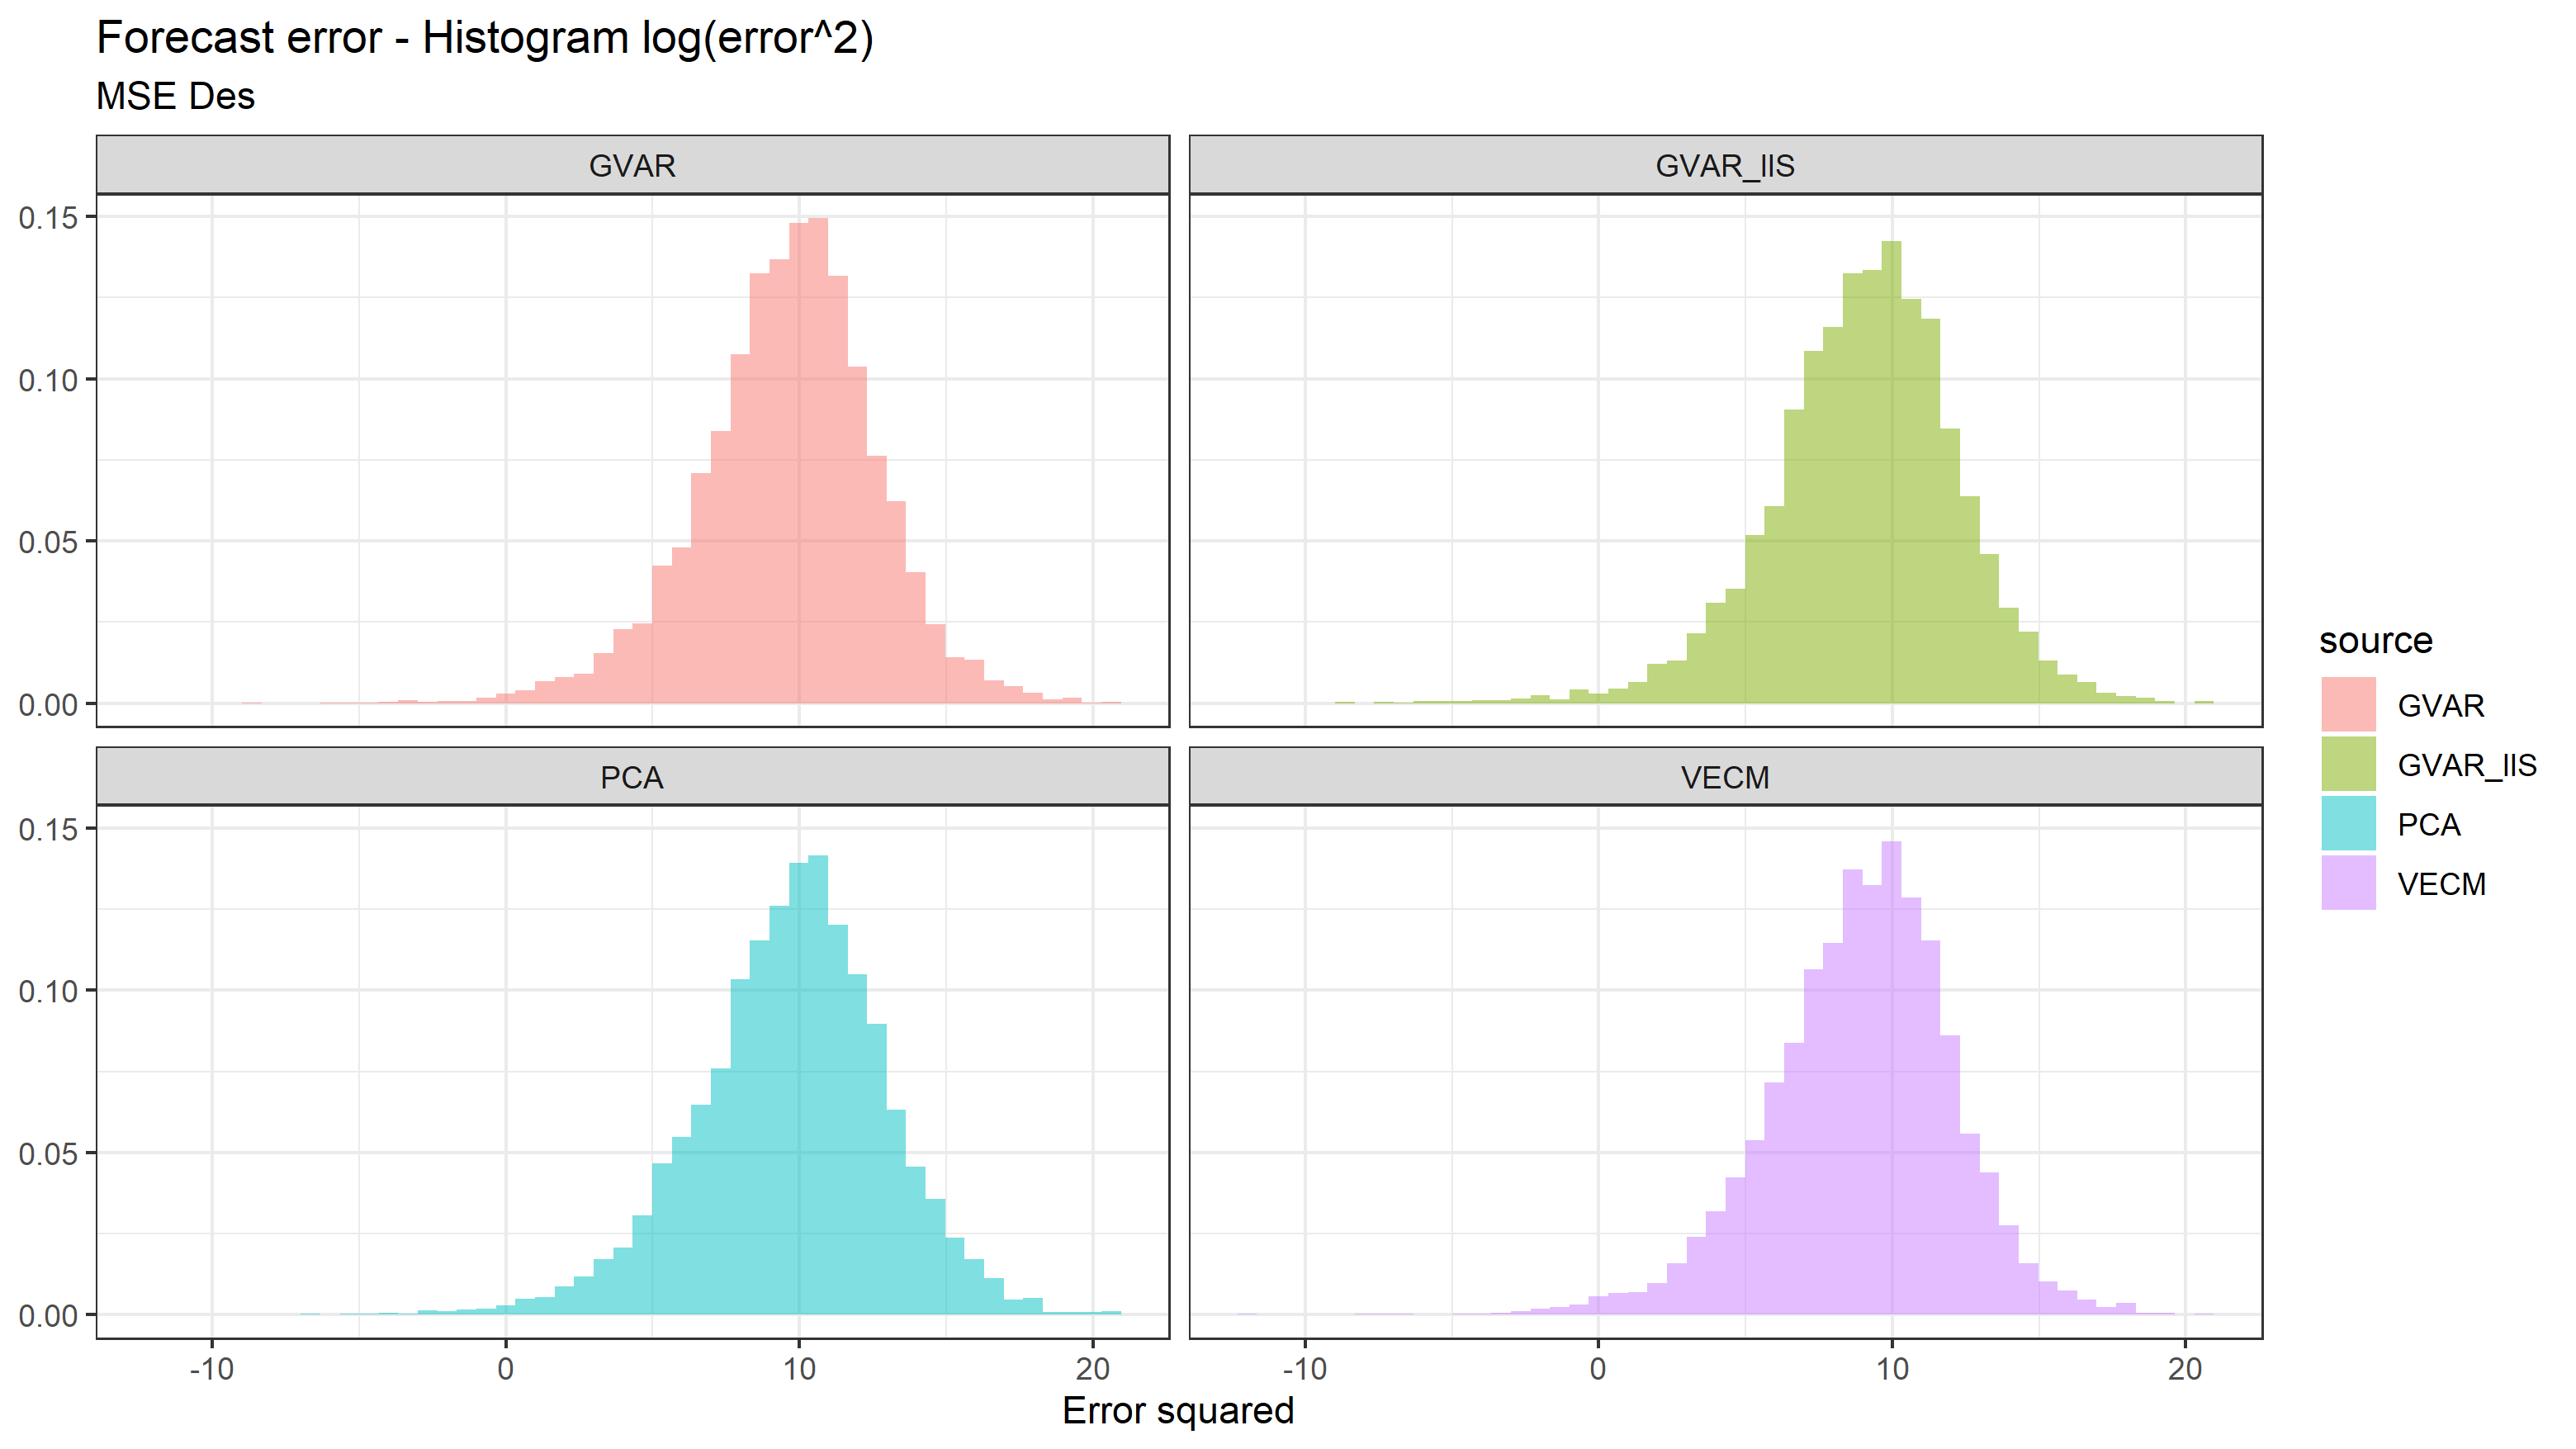 Forecast error - Histogram log(error^2)
MSE Des
GVAR
GVAR_IIS
0.15
0.10
0.05
0.00
PCA
VECM
0.15
0.10
0.05
0.00
-10 0 10 20
-10 0 10 20
Error squared
source
GVAR
GVAR_IIS
PCA
VECM